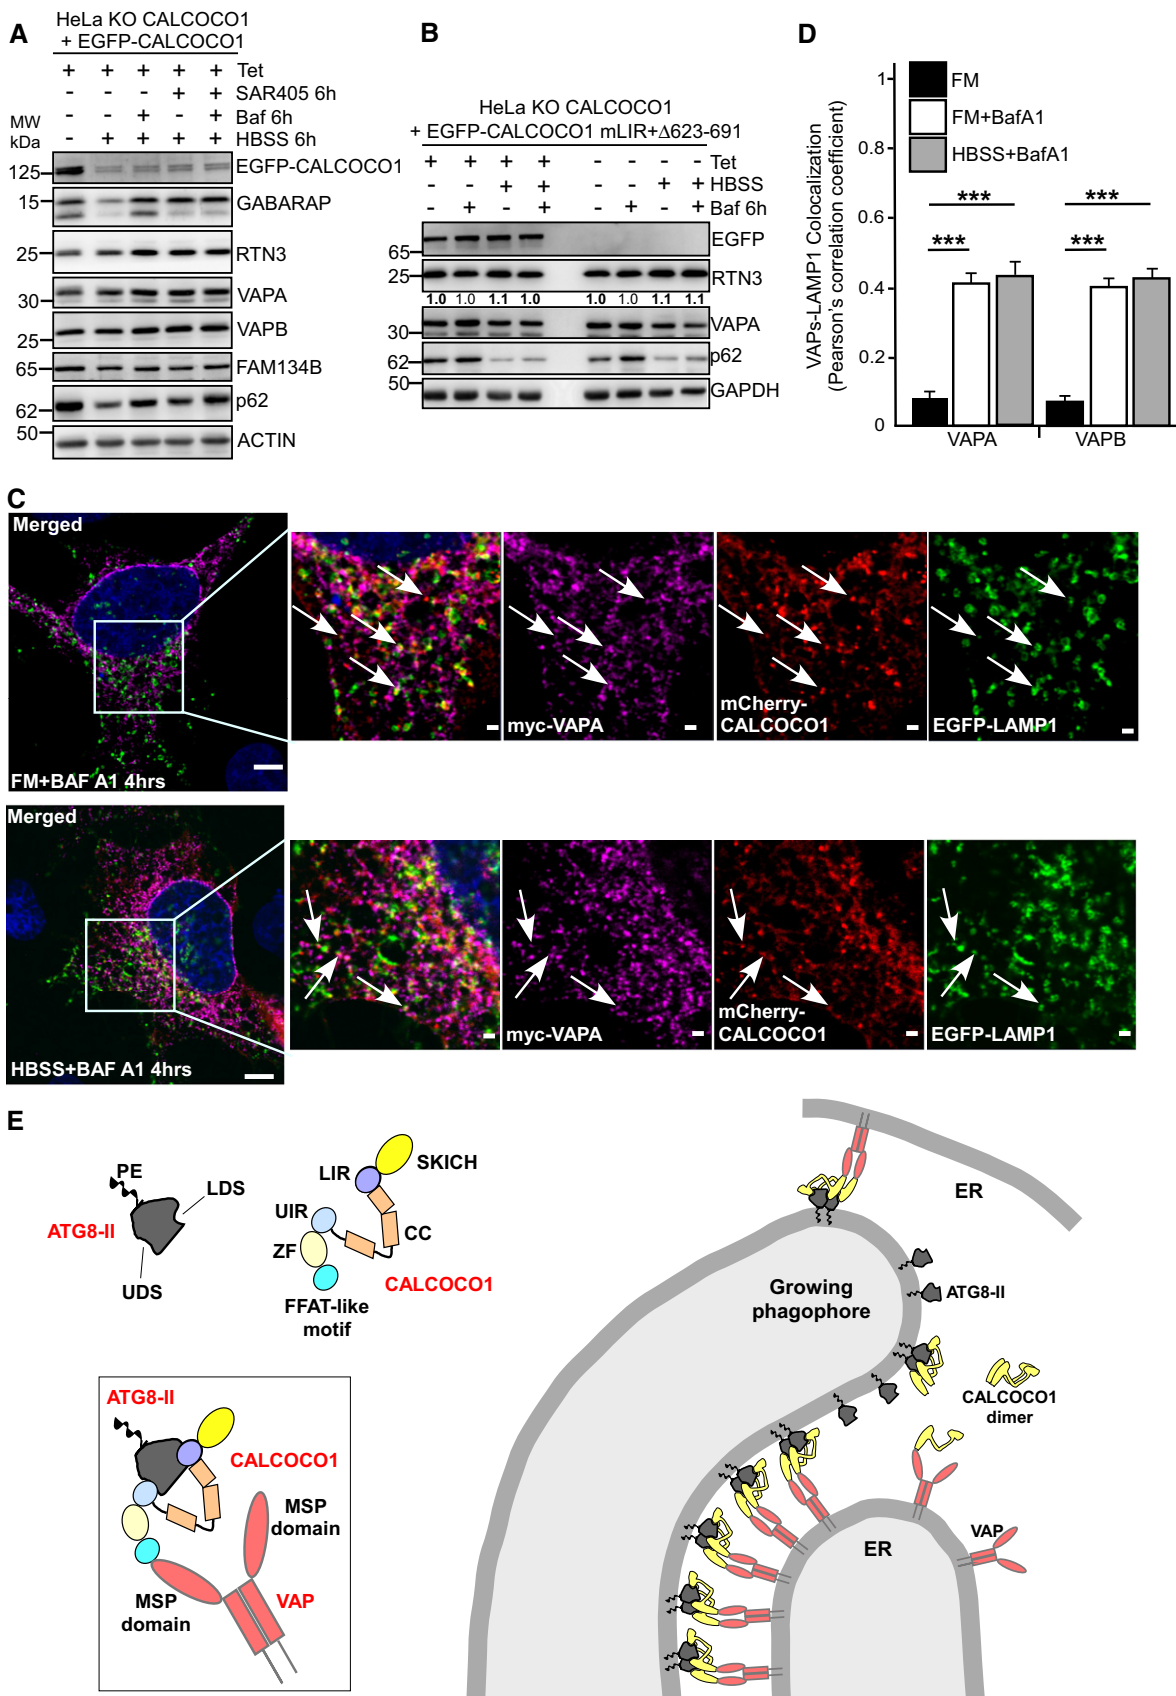 A
HeLa KO CALCOCO1
+ EGFP-CALCOCO1
+ + + + + Tet
- - - + + SAR405 6h
- - + - + Baf 6h
- + + + + HBSS 6h
MW
kDa
125 EGFP-CALCOCO1
15 GABARAP
25 RTN3
30 VAPA
25 VAPB
65 FAM134B
62 p62
50 ACTIN
B
HeLa KO CALCOCO1
+ EGFP-CALCOCO1 mLIR+Δ623-691
+ + + + - - - - Tet
- - + + - - + + HBSS
- + - + - + - + Baf 6h
65 EGFP
25 RTN3
1.0 1.0 1.1 1.0 1.0 1.0 1.1 1.1
30 VAPA
62 p62
50 GAPDH
D
VAPs-LAMP1 Colocalization
(Pearson's correlation coefficient)
1
0.8
0.6
0.4
0.2
0
FM
FM+BafA1
HBSS+BafA1
*** ***
*** ***
VAPA VAPB
C
Merged
FM+BAF A1 4hrs
myc-VAPA
mCherry-
CALCOCO1
EGFP-LAMP1
Merged
HBSS+BAF A1 4hrs
myc-VAPA
mCherry-
CALCOCO1
EGFP-LAMP1
E
PE
LDS
ATG8-II
UDS
LIR
SKICH
UIR
CC
ZF
CALCOCO1
FFAT-like
motif
ATG8-II
CALCOCO1
MSP
domain
MSP
domain
VAP
ER
Growing
phagophore
ATG8-II
CALCOCO1
dimer
VAP
ER